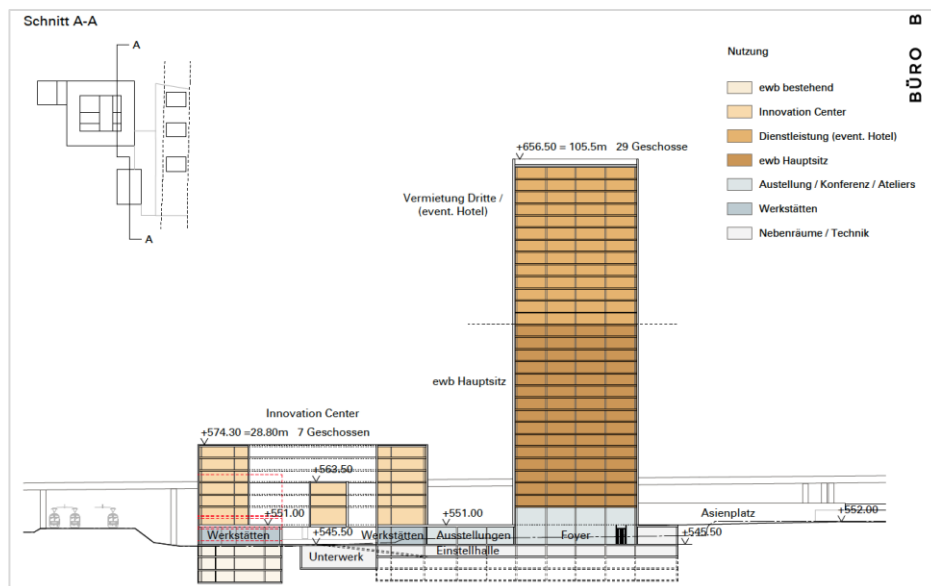 Schnitt A-A
BÜRO B
A
A
Nutzung
ewb bestehend
Innovation Center
Dienstleistung (event. Hotel)
ewb Hauptsitz
Austellung / Konferenz / Ateliers
Werkstätten
Nebenräume / Technik
+656.50 = 105.5m 29 Geschosse
Vermietung Dritte /
(event. Hotel)
ewb Hauptsitz
Innovation Center
+574.30 =28.80m 7 Geschossen
+563.50
+551.00
+551.00
Asienplatz
+552.00
Werkstätten
+545.50
Werkstätten
Ausstellungen
Foyer
+545.50
Unterwerk
Einstellhalle